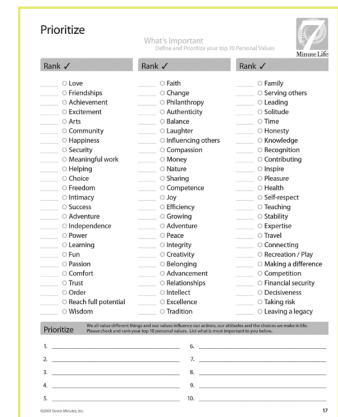 Prioritize
What's Important
Define and Prioritize your top 10 Personal Values
7
Minute Life
Rank ✓ Rank ✓ Rank ✓
Love
Friendships
Achievement
Excitement
Arts
Community
Happiness
Security
Meaningful work
Helping
Choice
Freedom
Intimacy
Success
Adventure
Independence
Power
Learning
Fun
Passion
Comfort
Trust
Order
Reach full potential
Wisdom
Faith
Change
Philanthropy
Authenticity
Balance
Laughter
Influencing others
Compassion
Money
Nature
Sharing
Competence
Joy
Efficiency
Growing
Adventure
Peace
Integrity
Creativity
Belonging
Advancement
Relationships
Intellect
Excellence
Tradition
Family
Serving others
Leading
Solitude
Time
Honesty
Knowledge
Recognition
Contributing
Inspire
Pleasure
Health
Self-respect
Teaching
Stability
Expertise
Travel
Connecting
Recreation / Play
Making a difference
Competition
Financial security
Decisiveness
Taking risk
Leaving a legacy
Prioritize
We all value different things and our values influence our actions, our attitudes and the choices we make in life.
Please check and rank your top 10 personal values. List what is most important to you below.
1.
2.
3.
4.
5.
6.
7.
8.
9.
10.
Seven Minutes, Inc.
17